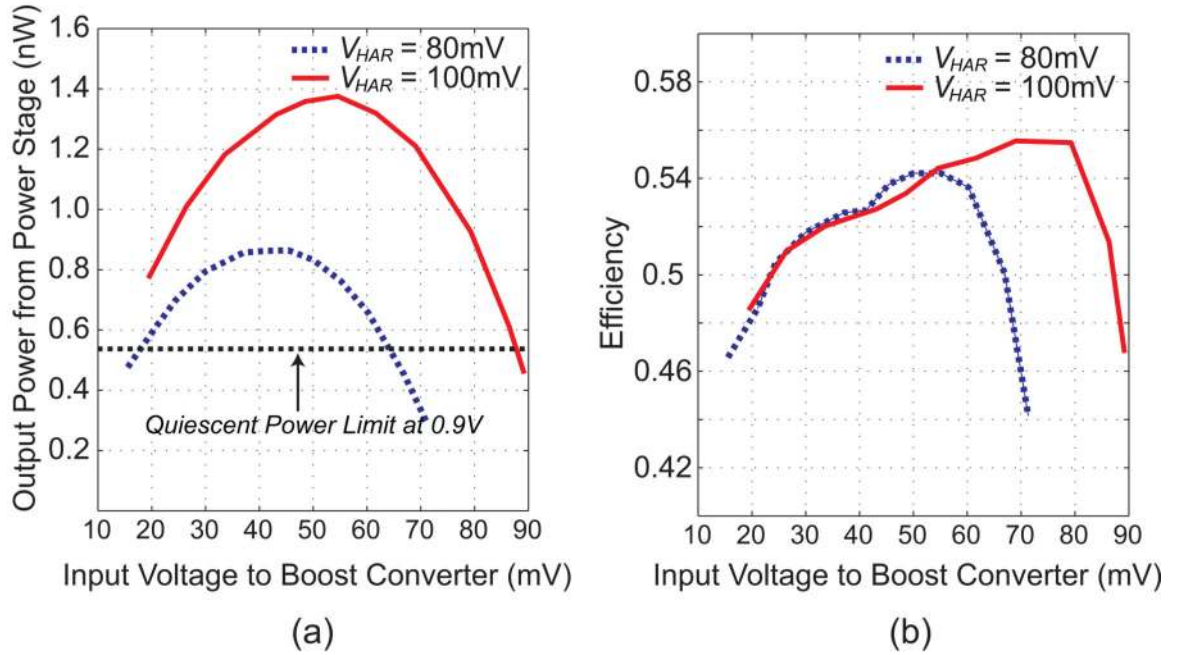 Output Power from Power Stage (nW)
1.6
1.4
1.2
1.0
0.8
0.6
0.4
0.2
V_HAR = 80mV
V_HAR = 100mV
Quiescent Power Limit at 0.9V
10 20 30 40 50 60 70 80 90
Input Voltage to Boost Converter (mV)
(a)
Efficiency
0.58
0.54
0.5
0.46
0.42
V_HAR = 80mV
V_HAR = 100mV
10 20 30 40 50 60 70 80 90
Input Voltage to Boost Converter (mV)
(b)